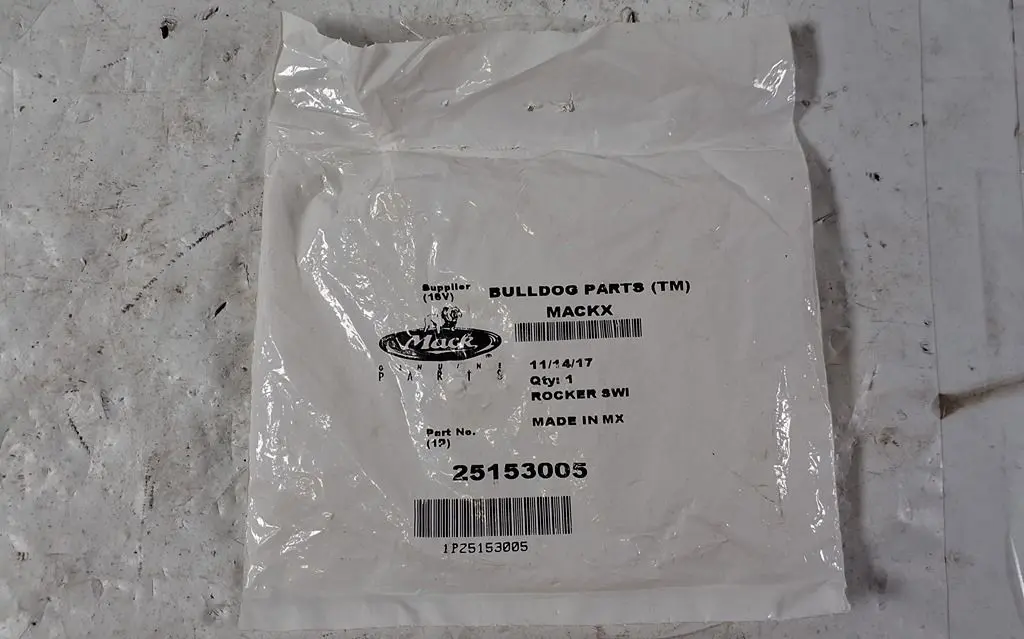 Supplier
(16V)
BULLDOG PARTS (TM)
MACKX
Mack
GENUINE
PARTS
11/14/17
Qty: 1
ROCKER SWI
MADE IN MX
Part No.
(1P)
25153005
1P25153005